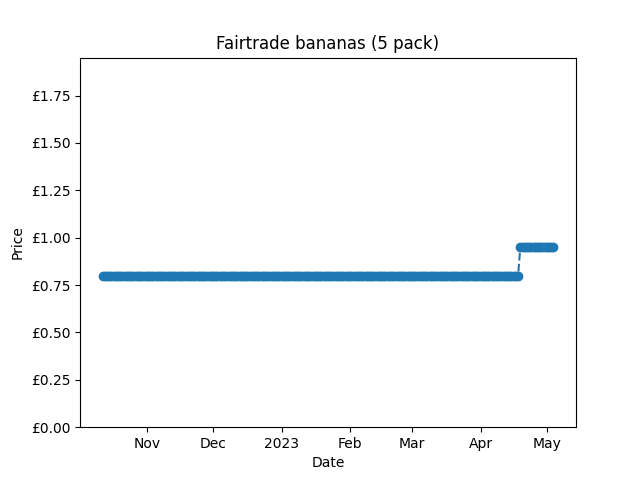 Fairtrade bananas (5 pack)
£1.75
£1.50
£1.25
£1.00
£0.75
£0.50
£0.25
£0.00
Price
Nov Dec 2023 Feb Mar Apr May
Date